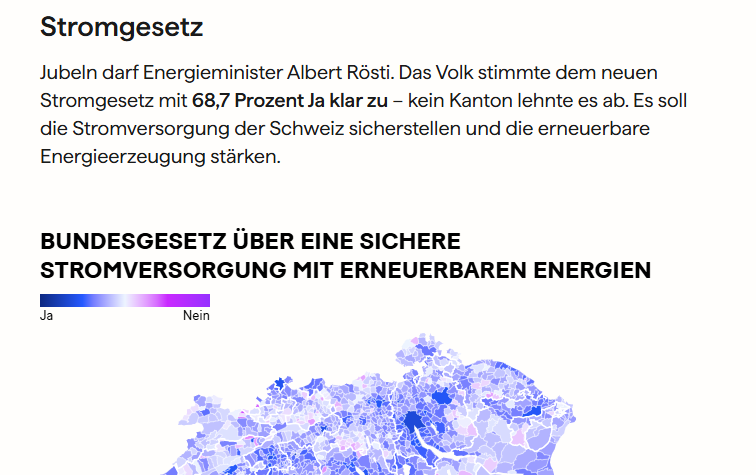 Stromgesetz
Jubeln darf Energieminister Albert Rösti. Das Volk stimmte dem neuen
Stromgesetz mit 68,7 Prozent Ja klar zu – kein Kanton lehnte es ab. Es soll
die Stromversorgung der Schweiz sicherstellen und die erneuerbare
Energieerzeugung stärken.
BUNDESGESETZ ÜBER EINE SICHERE
STROMVERSORGUNG MIT ERNEUERBAREN ENERGIEN
Ja Nein